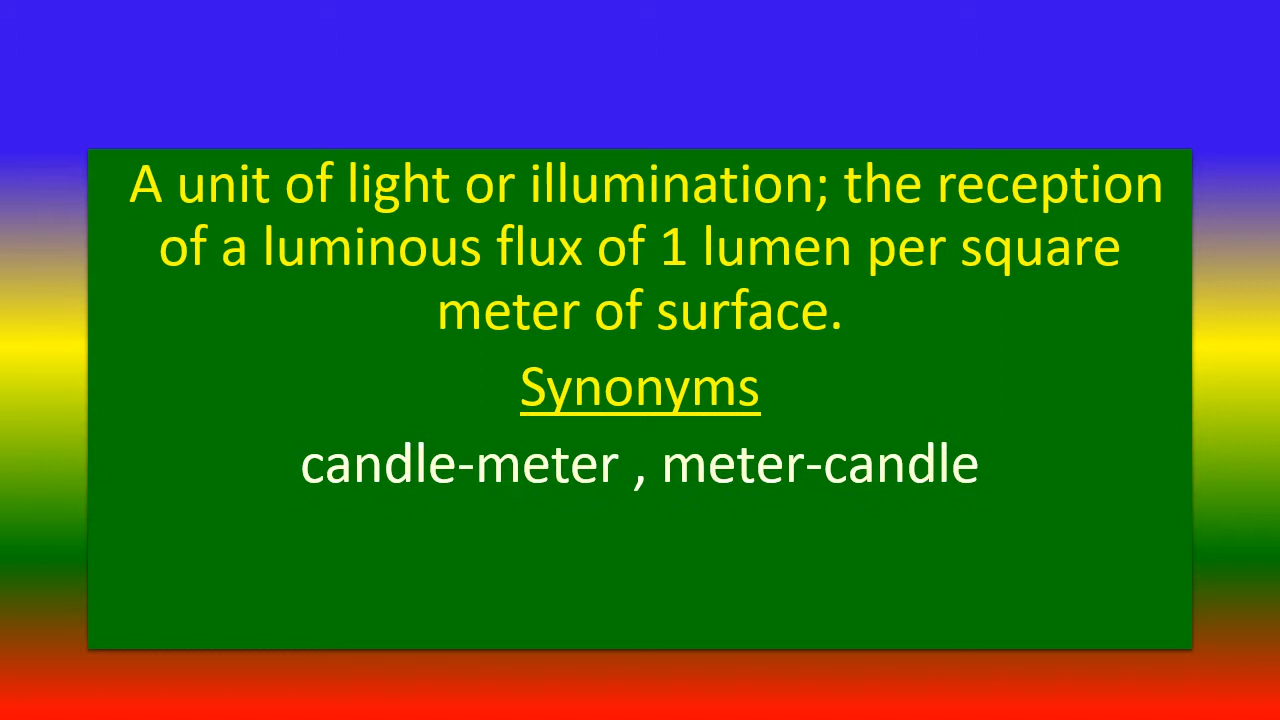 A unit of light or illumination; the reception
of a luminous flux of 1 lumen per square
meter of surface.
Synonyms
candle-meter , meter-candle